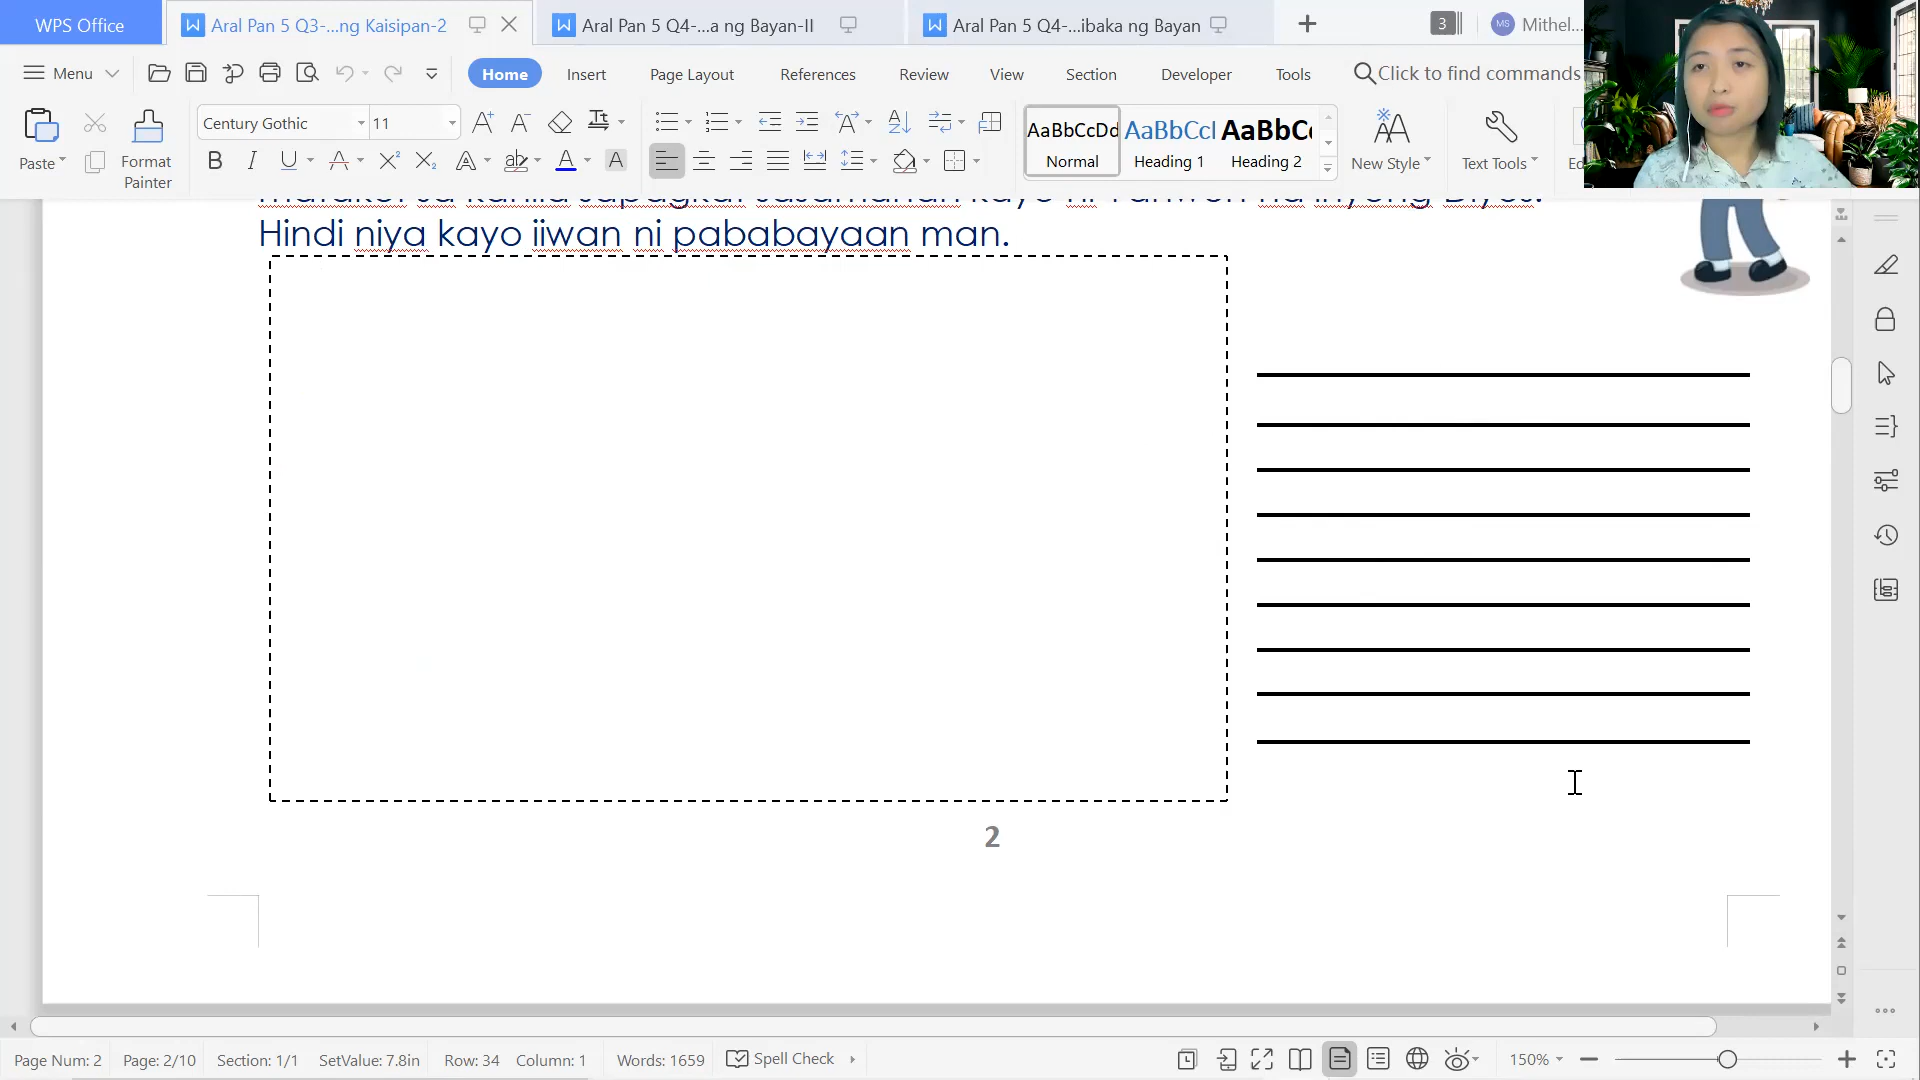 WPS Office
Aral Pan 5 Q3-...ng Kaisipan-2
Aral Pan 5 Q4-...a ng Bayan-II
Aral Pan 5 Q4-...ibaka ng Bayan
3
MS
Mithel...
Menu
Home
Insert
Page Layout
References
Review
View
Section
Developer
Tools
Click to find commands
Paste
Format
Painter
Century Gothic
11
AaBbCcDd
AaBbCcI
AaBbCc
Normal
Heading 1
Heading 2
New Style
Text Tools
Hindi niya kayo iiwan ni pababayaan man.
2
Page Num: 2
Page: 2/10
Section: 1/1
SetValue: 7.8in
Row: 34
Column: 1
Words: 1659
Spell Check
150%